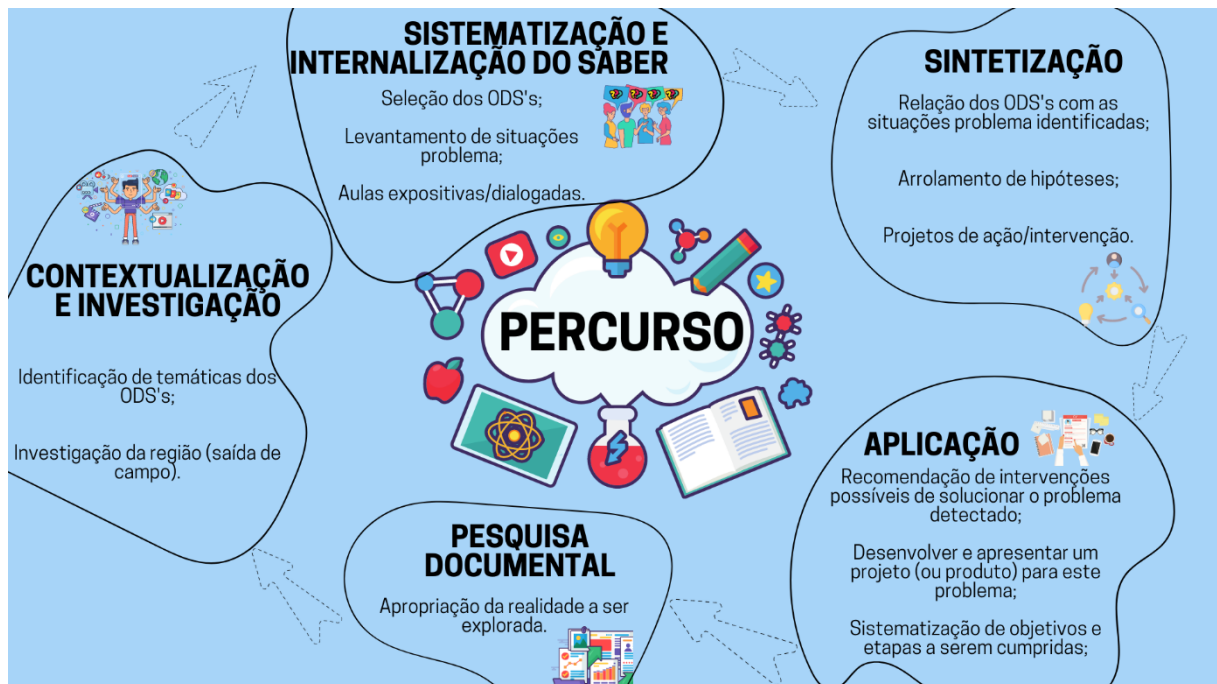 SISTEMATIZAÇÃO E
INTERNALIZAÇÃO DO SABER
Seleção dos ODS's;
Levantamento de situações
problema;
Aulas expositivas/dialogadas.
SINTETIZAÇÃO
Relação dos ODS's com as
situações problema identificadas;
Arrolamento de hipóteses;
Projetos de ação/intervenção.
CONTEXTUALIZAÇÃO
E INVESTIGAÇÃO
Identificação de temáticas dos
ODS's;
Investigação da região (saída de
campo).
PERCURSO
APLICAÇÃO
Recomendação de intervenções
possíveis de solucionar o problema
detectado;
Desenvolver e apresentar um
projeto (ou produto) para este
problema;
Sistematização de objetivos e
etapas a serem cumpridas;
PESQUISA
DOCUMENTAL
Apropriação da realidade a ser
explorada.